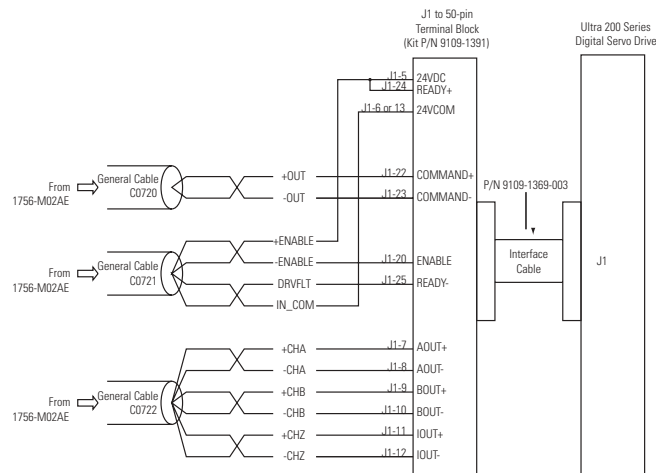 J1 to 50-pin
Terminal Block
(Kit P/N 9109-1391)
Ultra 200 Series
Digital Servo Drive
J1-5 24VDC
J1-24 READY+
J1-6 or 13 24VCOM
From
1756-M02AE
General Cable
C0720
+OUT J1-22 COMMAND+
-OUT J1-23 COMMAND-
P/N 9109-1369-003
+ENABLE
From
1756-M02AE
General Cable
C0721
-ENABLE J1-20 ENABLE
DRVFLT J1-25 READY-
IN_COM
Interface
Cable
J1
+CHA J1-7 AOUT+
-CHA J1-8 AOUT-
From
1756-M02AE
General Cable
C0722
+CHB J1-9 BOUT+
-CHB J1-10 BOUT-
+CHZ J1-11 IOUT+
-CHZ J1-12 IOUT-